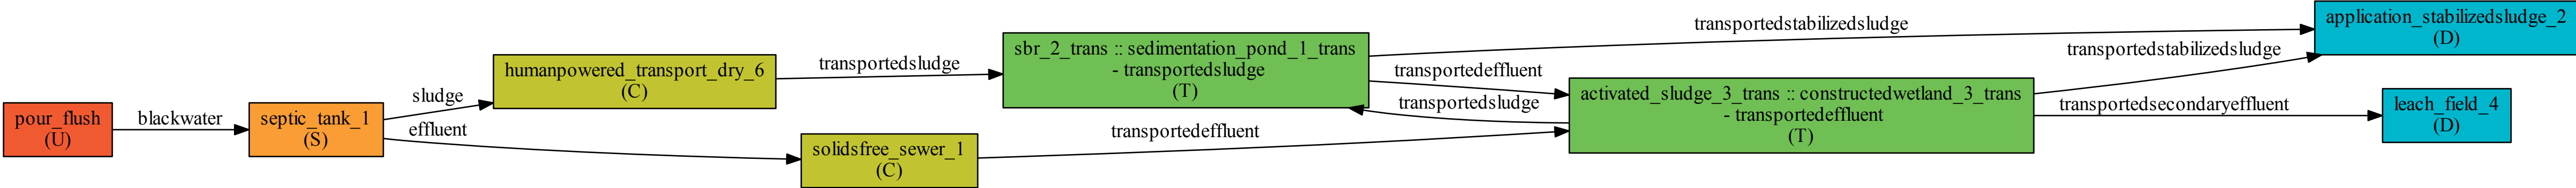 pour_flush
(U)
blackwater
septic_tank_1
(S)
sludge
effluent
humanpowered_transport_dry_6
(C)
solidsfree_sewer_1
(C)
transportedsludge
transportedeffluent
sbr_2_trans :: sedimentation_pond_1_trans
- transportedsludge
(T)
transportedstabilizedsludge
transportedeffluent
transportedsludge
activated_sludge_3_trans :: constructedwetland_3_trans
- transportedeffluent
(T)
transportedstabilizedsludge
transportedsecondaryeffluent
application_stabilizedsludge_2
(D)
leach_field_4
(D)